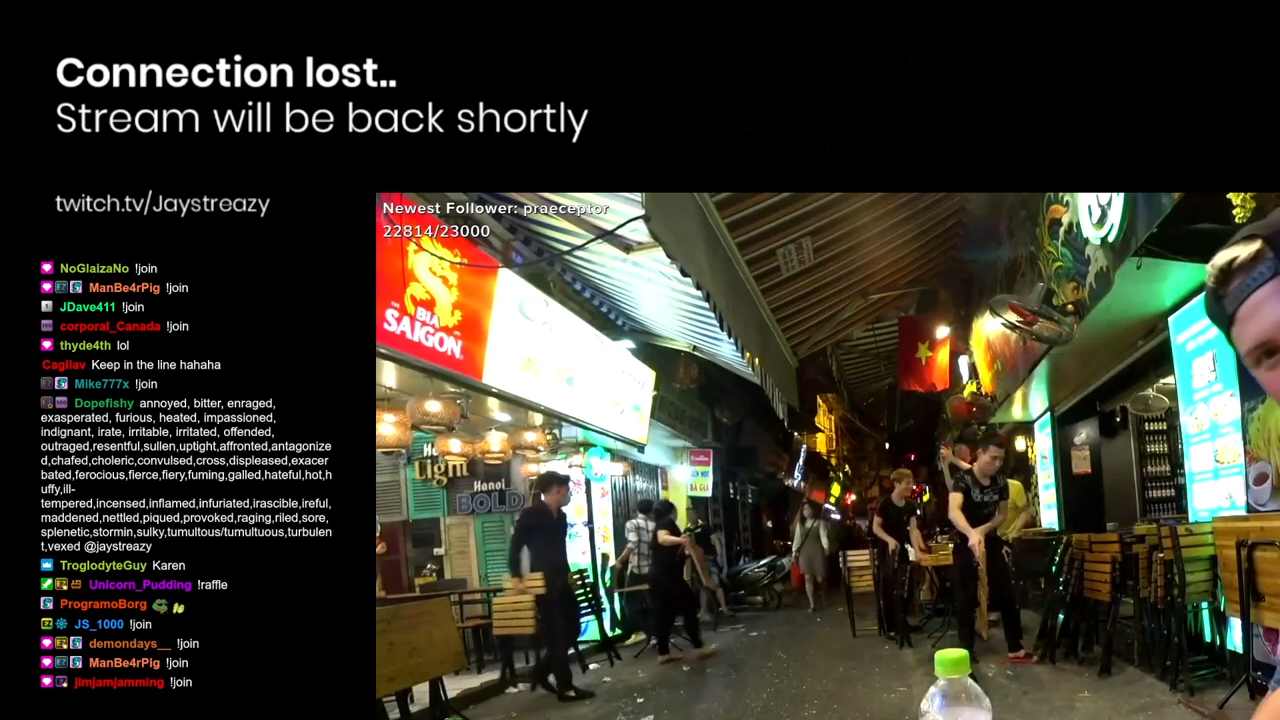 Connection lost..
Stream will be back shortly
twitch.tv/Jaystreazy
Newest Follower: praeceptor
22814/23000
NoGlaizaNo !join
ManBe4rPig !join
JDave411 !join
corporal_Canada !join
thyde4th lol
Cagilav Keep in the line hahaha
Mike777x !join
Dopefishy annoyed, bitter, enraged,
exasperated, furious, heated, impassioned,
indignant, irate, irritable, irritated, offended,
outraged,resentful,sullen,uptight,affronted,antagonize
d,chafed,choleric,convulsed,cross,displeased,exacer
bated,ferocious,fierce,fiery,fuming,galled,hateful,hot,h
uffy,ill-
tempered,incensed,inflamed,infuriated,irascible,ireful,
maddened,nettled,piqued,provoked,raging,riled,sore,
splenetic,stormin,sulky,tumultous/tumultuous,turbulen
t,vexed @jaystreazy
TroglodyteGuy Karen
Unicorn_Pudding !raffle
ProgramoBorg
JS_1000 !join
demondays__ !join
ManBe4rPig !join
jimjamjamming !join
BIA
SAIGON
Light
Hanoi
BOLD